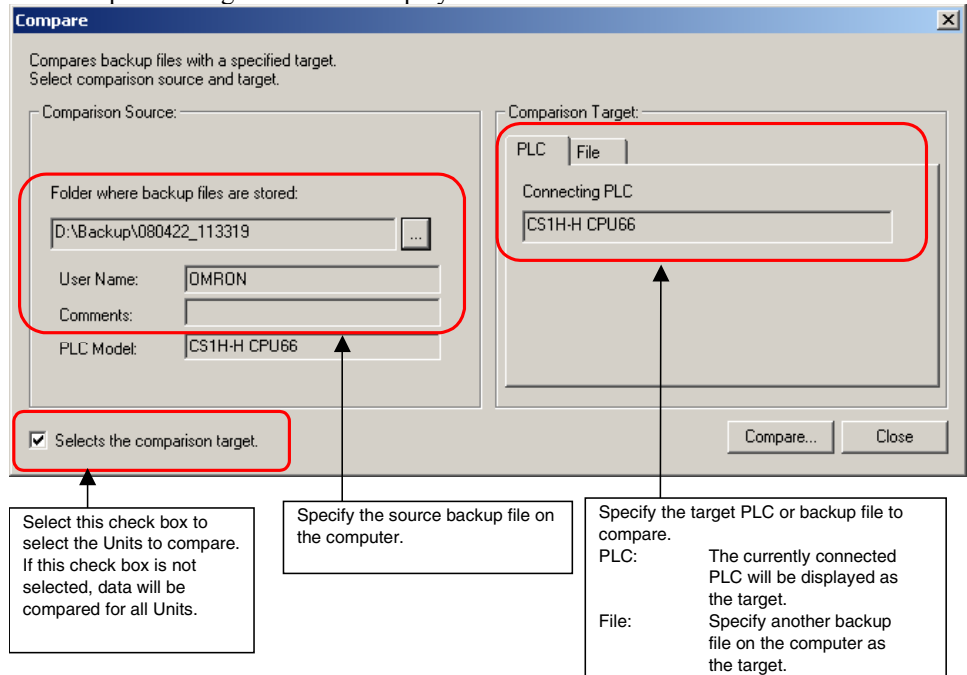 Compare
Compares backup files with a specified target.
Select comparison source and target.
Comparison Source:
Folder where backup files are stored:
D:\Backup\080422_113319
...
User Name: OMRON
Comments:
PLC Model: CS1H-H CPU66
Comparison Target:
PLC File
Connecting PLC
CS1H-H CPU66
Selects the comparison target.
Compare... Close
Select this check box to
select the Units to compare.
If this check box is not
selected, data will be
compared for all Units.
Specify the source backup file on
the computer.
Specify the target PLC or backup file to
compare.
PLC: The currently connected
PLC will be displayed as
the target.
File: Specify another backup
file on the computer as
the target.